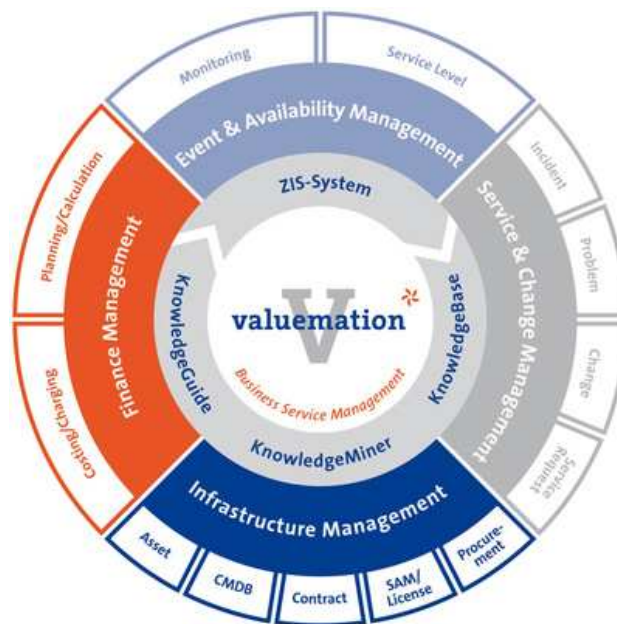 Monitoring
Service Level
Event & Availability Management
ZIS-System
Incident
Problem
Change
Service
Request
Service & Change Management
KnowledgeBase
Planning/Calculation
Costing/Charging
Finance Management
KnowledgeGuide
V
valuemation
Business Service Management
KnowledgeMiner
Infrastructure Management
Asset
CMDB
Contract
SAM/
License
Procure-
ment